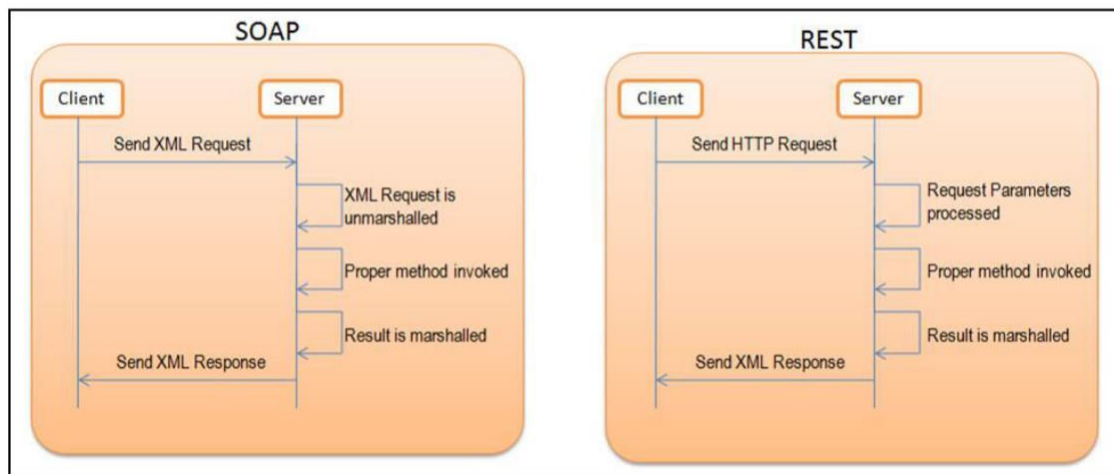 SOAP
Client
Server
Send XML Request
XML Request is
unmarshalled
Proper method invoked
Result is marshalled
Send XML Response
REST
Client
Server
Send HTTP Request
Request Parameters
processed
Proper method invoked
Result is marshalled
Send XML Response